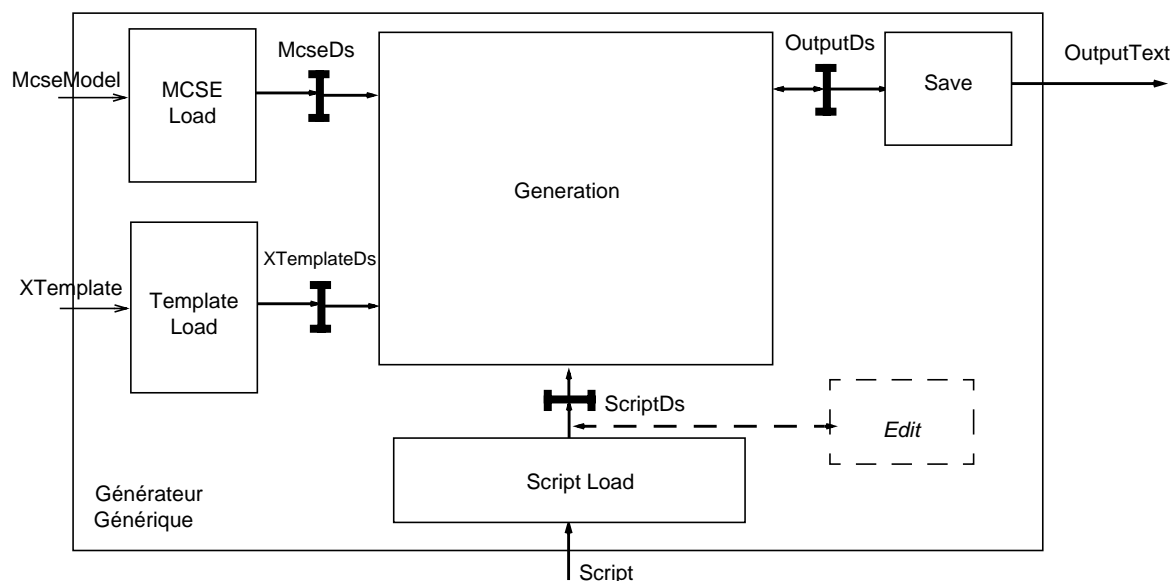 McseDs
OutputDs
OutputText
McseModel
MCSE
Load
Save
Generation
XTemplateDs
XTemplate
Template
Load
ScriptDs
Edit
Script Load
Générateur
Générique
Script